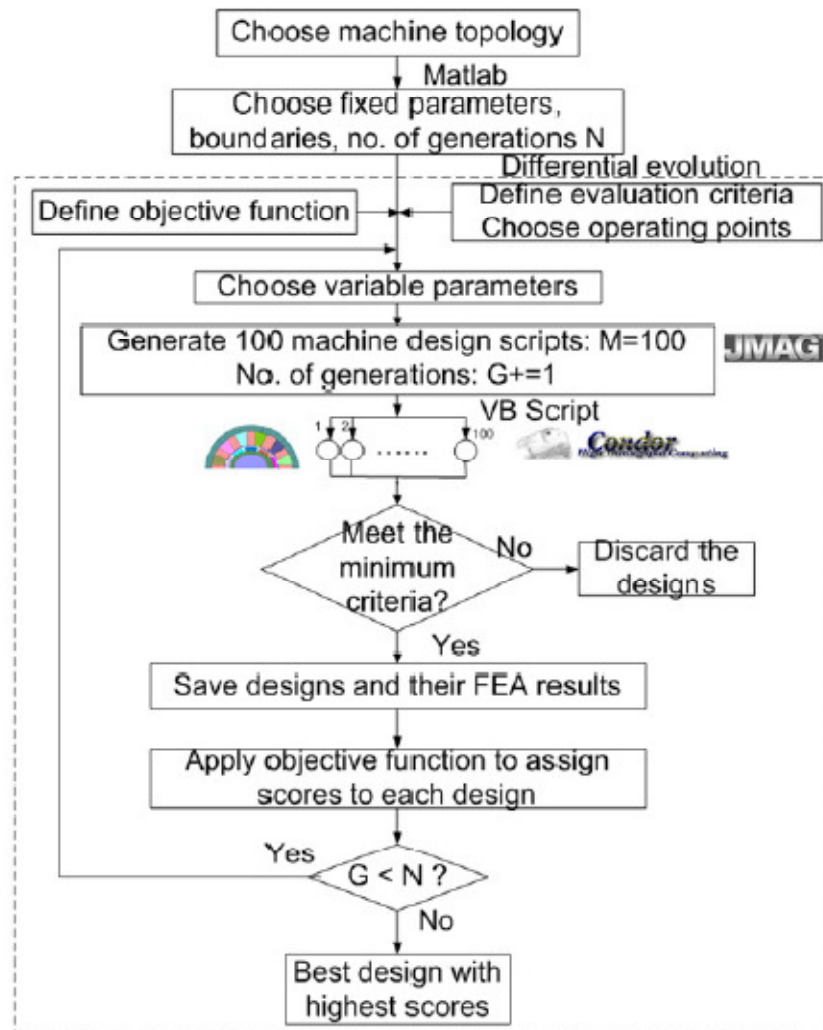 Choose machine topology
Matlab
Choose fixed parameters,
boundaries, no. of generations N
Differential evolution
Define objective function
Define evaluation criteria
Choose operating points
Choose variable parameters
Generate 100 machine design scripts: M=100
No. of generations: G+=1
JMAG
VB Script
1
2
......
100
Condor
High Throughput Computing
Meet the
minimum
criteria?
No
Discard the
designs
Yes
Save designs and their FEA results
Apply objective function to assign
scores to each design
Yes
G < N ?
No
Best design with
highest scores